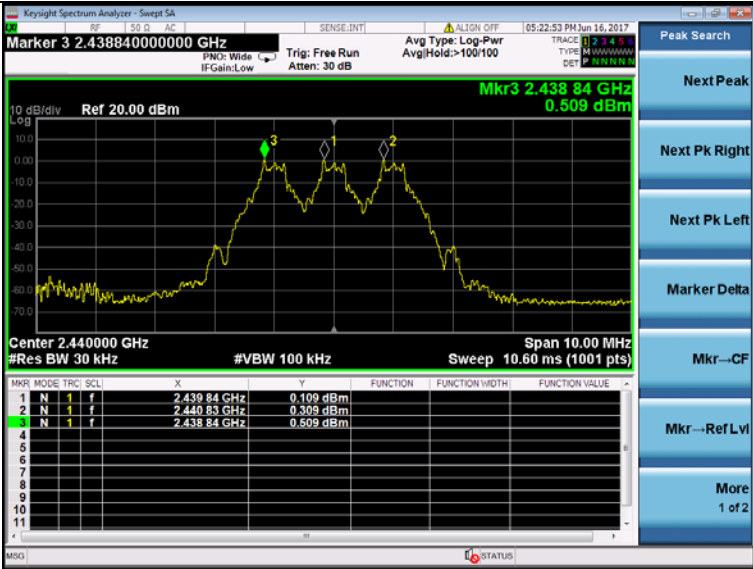 Keysight Spectrum Analyzer - Swept SA
RF 50 Ω AC SENSE:INT ALIGN OFF 05:22:53 PM Jun 16, 2017
Marker 3 2.438840000000 GHz
PNO: Wide
IFGain:Low
Trig: Free Run
Atten: 30 dB
Avg Type: Log-Pwr
Avg|Hold:>100/100
TRACE 1 2 3 4 5 6
TYPE M WWWWW
DET P N N N N N
Mkr3 2.438 84 GHz
0.509 dBm
10 dB/div Ref 20.00 dBm
Log
10.0
0.00
-10.0
-20.0
-30.0
-40.0
-50.0
-60.0
-70.0
3 1 2
Center 2.440000 GHz Span 10.00 MHz
#Res BW 30 kHz #VBW 100 kHz Sweep 10.60 ms (1001 pts)
MKR MODE TRC SCL X Y FUNCTION FUNCTION WIDTH FUNCTION VALUE
1 N 1 f 2.439 84 GHz 0.109 dBm
2 N 1 f 2.440 83 GHz 0.309 dBm
3 N 1 f 2.438 84 GHz 0.509 dBm
4
5
6
7
8
9
10
11
MSG STATUS
Peak Search
Next Peak
Next Pk Right
Next Pk Left
Marker Delta
Mkr→CF
Mkr→Ref Lvl
More
1 of 2